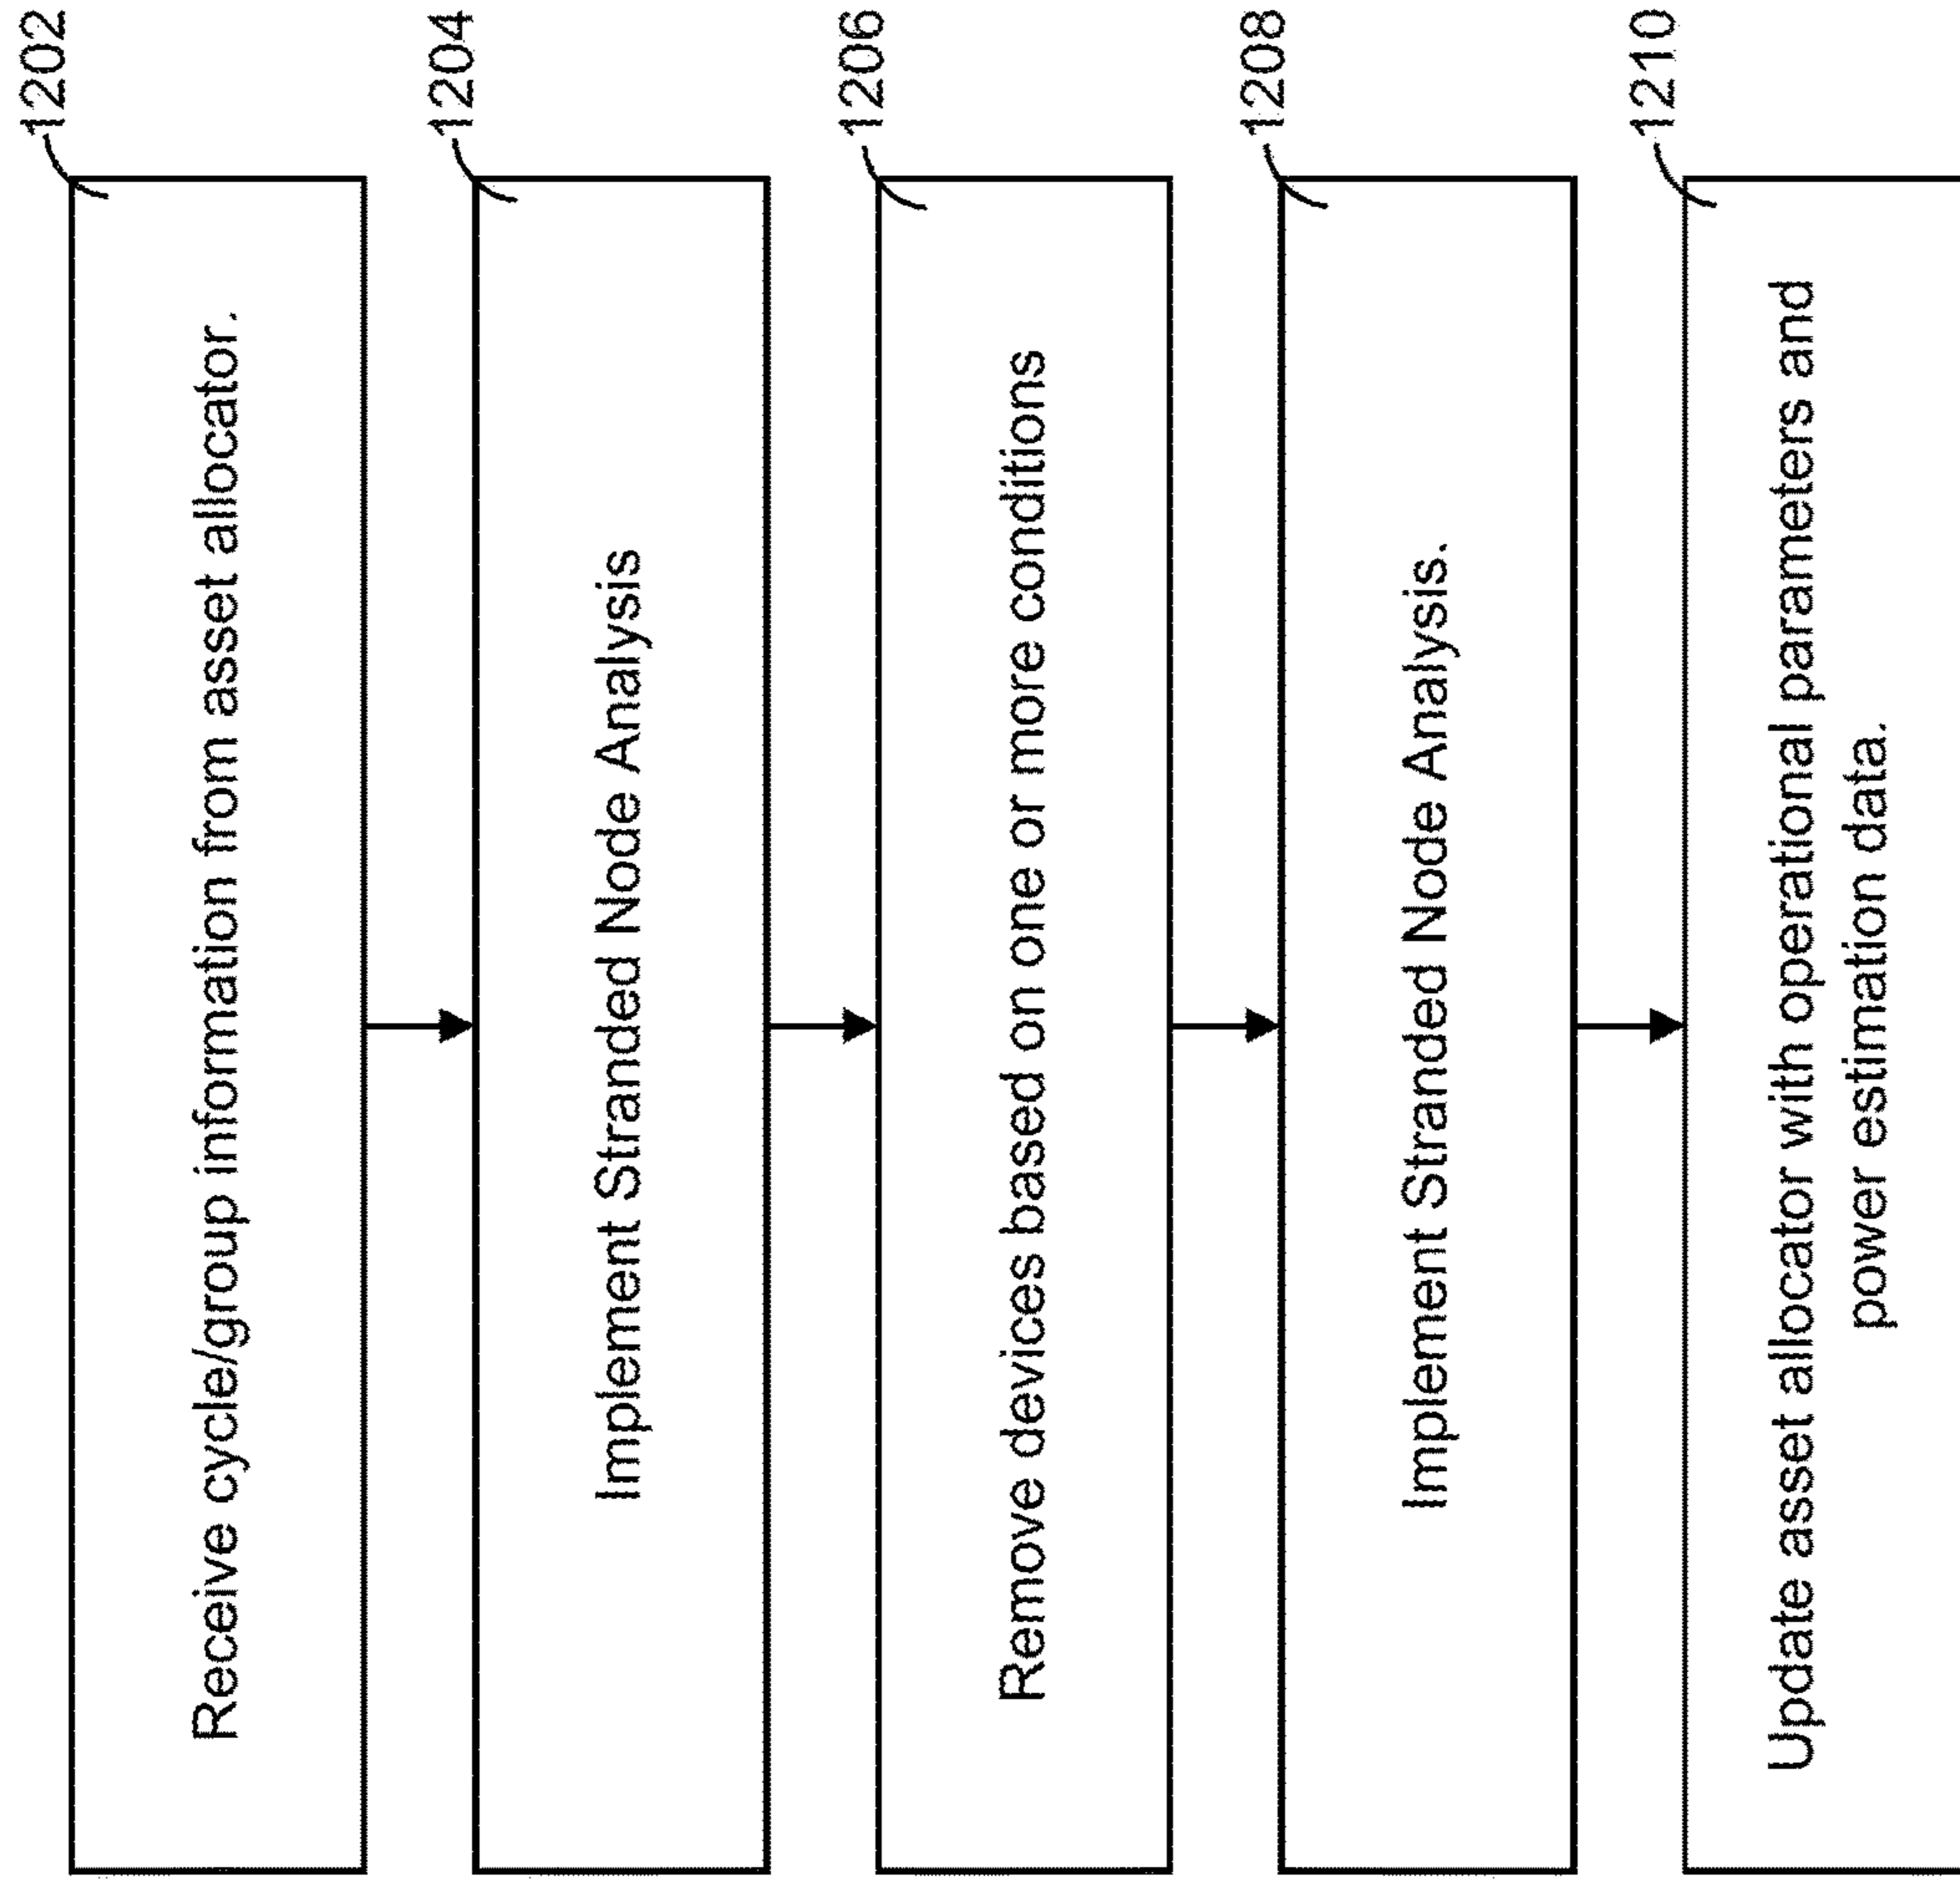 1202
Receive cycle/group information from asset allocator.
1204
Implement Stranded Node Analysis
1206
Remove devices based on one or more conditions
1208
Implement Stranded Node Analysis.
1210
Update asset allocator with operational parameters and
power estimation data.